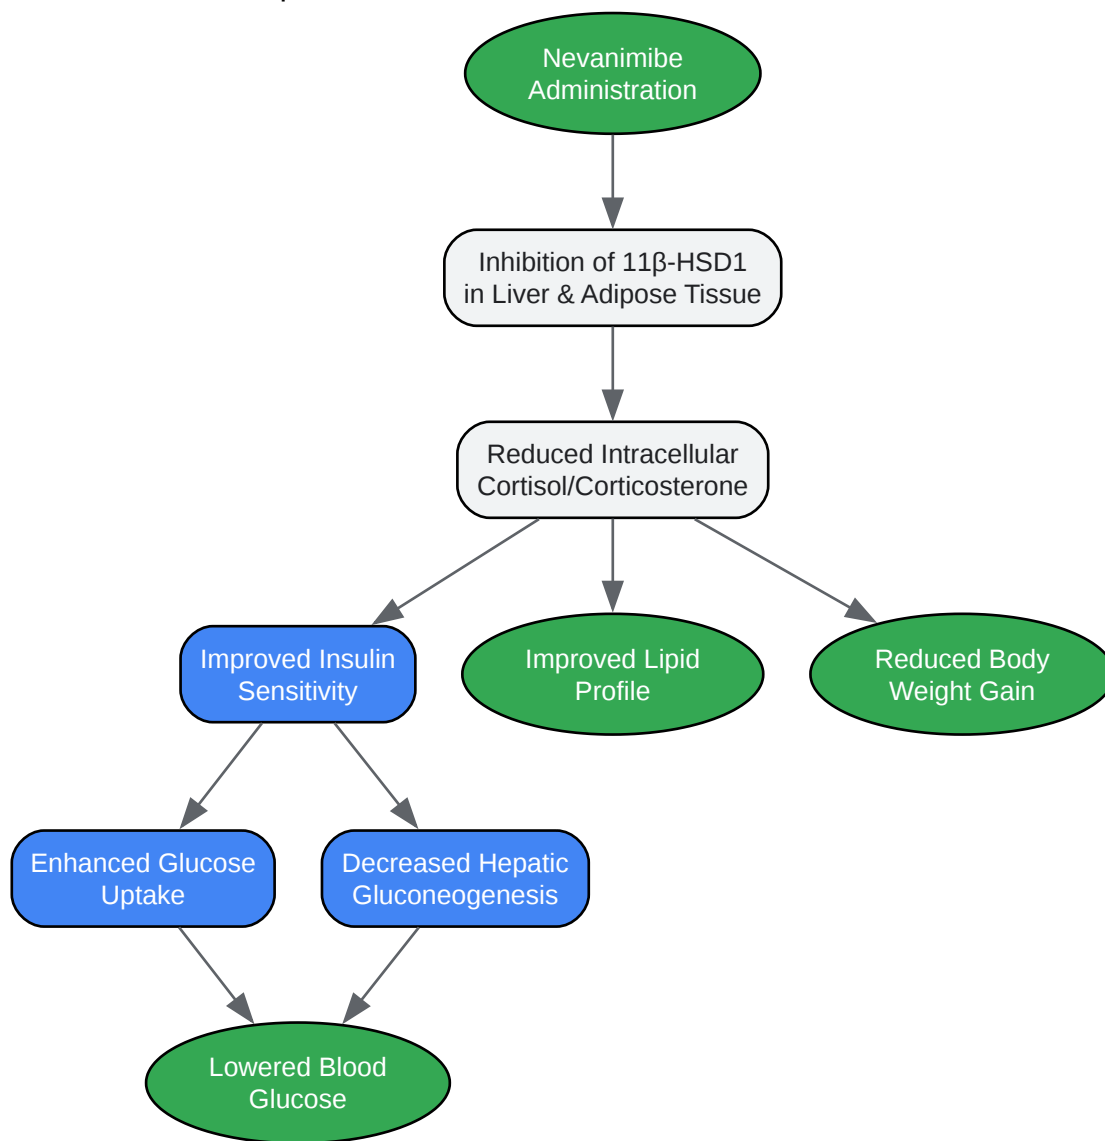 Nevanimibe
Administration
Inhibition of 11β-HSD1
in Liver & Adipose Tissue
Reduced Intracellular
Cortisol/Corticosterone
Improved Insulin
Sensitivity
Improved Lipid
Profile
Reduced Body
Weight Gain
Enhanced Glucose
Uptake
Decreased Hepatic
Gluconeogenesis
Lowered Blood
Glucose